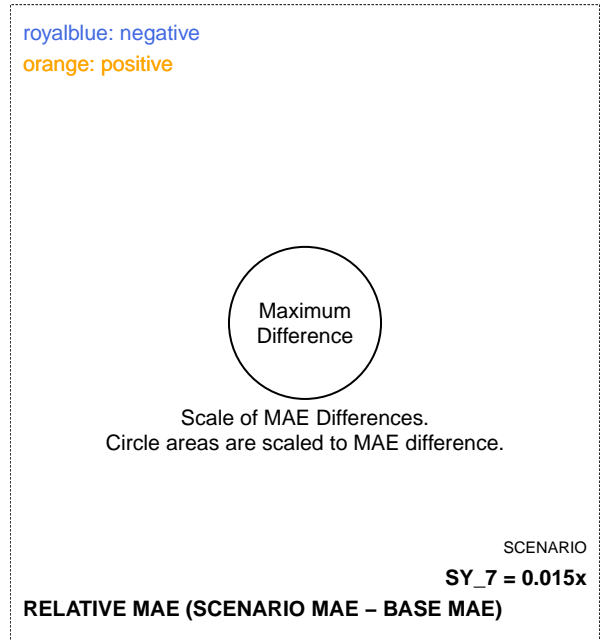 royalblue: negative
orange: positive
Maximum
Difference
Scale of MAE Differences.
Circle areas are scaled to MAE difference.
SCENARIO
SY_7 = 0.015x
RELATIVE MAE (SCENARIO MAE – BASE MAE)